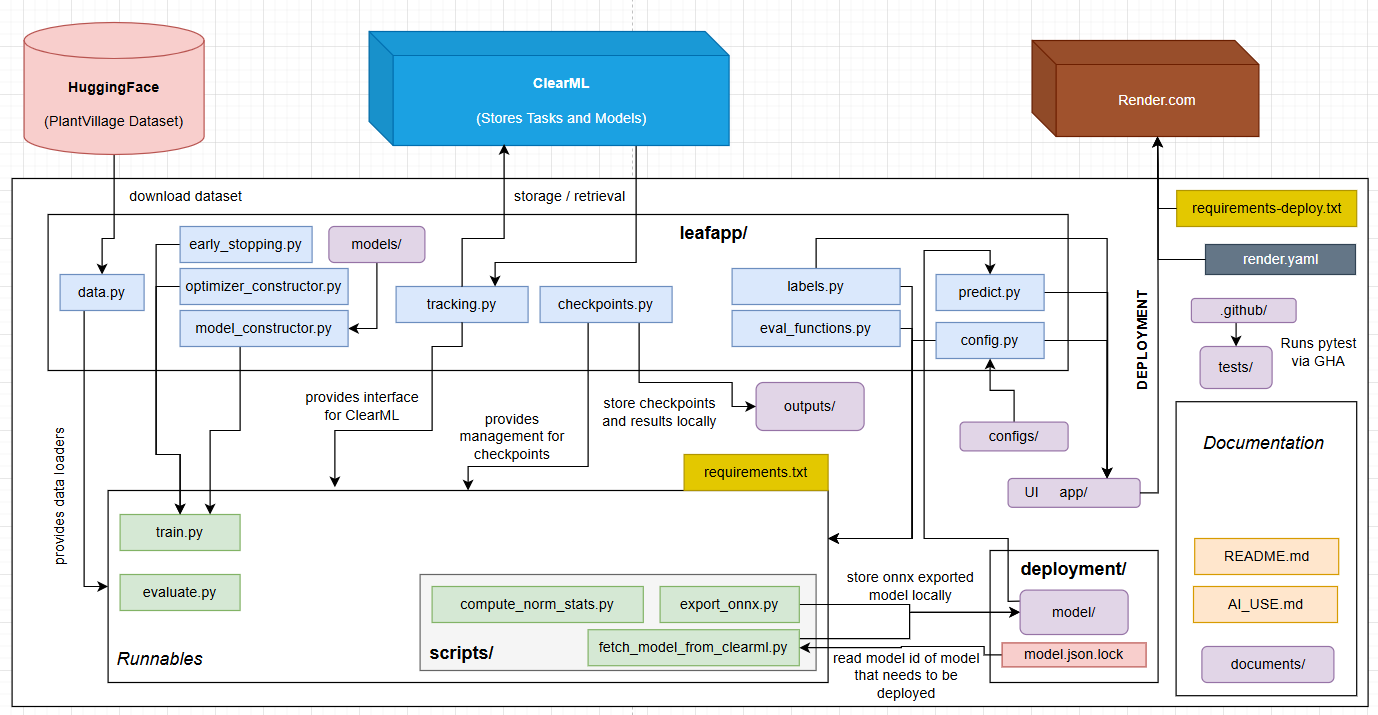 HuggingFace
(PlantVillage Dataset)
ClearML
(Stores Tasks and Models)
Render.com
download dataset
storage / retrieval
requirements-deploy.txt
render.yaml
leafapp/
early_stopping.py
models/
data.py
optimizer_constructor.py
model_constructor.py
tracking.py
checkpoints.py
labels.py
eval_functions.py
predict.py
config.py
DEPLOYMENT
.github/
tests/
Runs pytest
via GHA
provides interface
for ClearML
provides
management for
checkpoints
store checkpoints
and results locally
outputs/
configs/
UI app/
provides data loaders
requirements.txt
train.py
evaluate.py
Runnables
compute_norm_stats.py
export_onnx.py
fetch_model_from_clearml.py
scripts/
store onnx exported
model locally
read model id of model
that needs to be
deployed
deployment/
model/
model.json.lock
Documentation
README.md
AI_USE.md
documents/